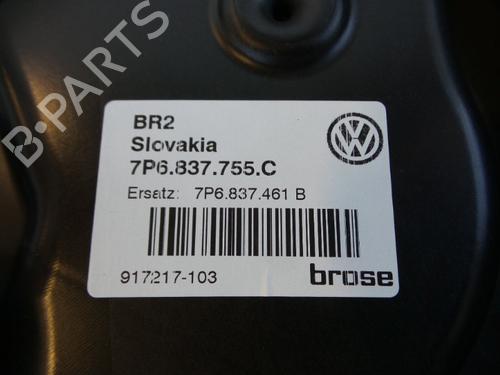 B-PARTS
BR2
Slovakia
7P6.837.755.C
Ersatz: 7P6.837.461 B
917217-103
brose